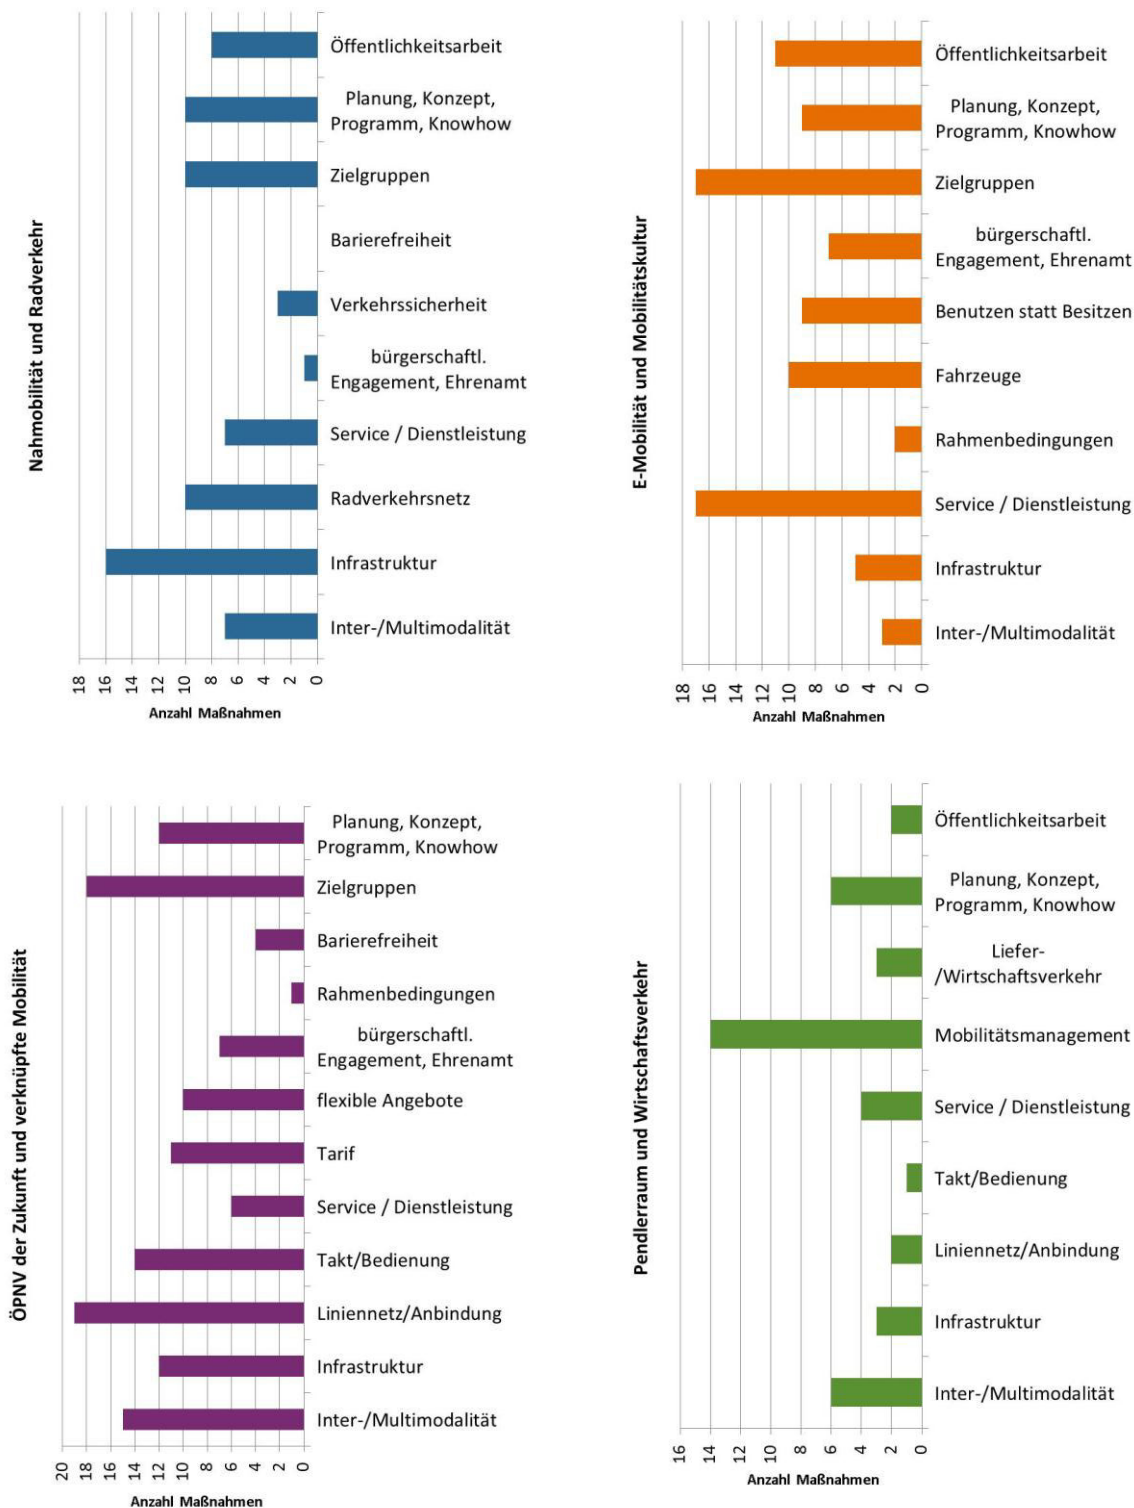 Nahmobilität und Radverkehr
Öffentlichkeitsarbeit
Planung, Konzept,
Programm, Knowhow
Zielgruppen
Barierefreiheit
Verkehrssicherheit
bürgerschaftl.
Engagement, Ehrenamt
Service / Dienstleistung
Radverkehrsnetz
Infrastruktur
Inter-/Multimodalität
18 16 14 12 10 8 6 4 2 0
Anzahl Maßnahmen
E-Mobilität und Mobilitätskultur
Öffentlichkeitsarbeit
Planung, Konzept,
Programm, Knowhow
Zielgruppen
bürgerschaftl.
Engagement, Ehrenamt
Benutzen statt Besitzen
Fahrzeuge
Rahmenbedingungen
Service / Dienstleistung
Infrastruktur
Inter-/Multimodalität
18 16 14 12 10 8 6 4 2 0
Anzahl Maßnahmen
ÖPNV der Zukunft und verknüpfte Mobilität
Planung, Konzept,
Programm, Knowhow
Zielgruppen
Barierefreiheit
Rahmenbedingungen
bürgerschaftl.
Engagement, Ehrenamt
flexible Angebote
Tarif
Service / Dienstleistung
Takt/Bedienung
Liniennetz/Anbindung
Infrastruktur
Inter-/Multimodalität
20 18 16 14 12 10 8 6 4 2 0
Anzahl Maßnahmen
Pendlerraum und Wirtschaftsverkehr
Öffentlichkeitsarbeit
Planung, Konzept,
Programm, Knowhow
Liefer-
/Wirtschaftsverkehr
Mobilitätsmanagement
Service / Dienstleistung
Takt/Bedienung
Liniennetz/Anbindung
Infrastruktur
Inter-/Multimodalität
16 14 12 10 8 6 4 2 0
Anzahl Maßnahmen